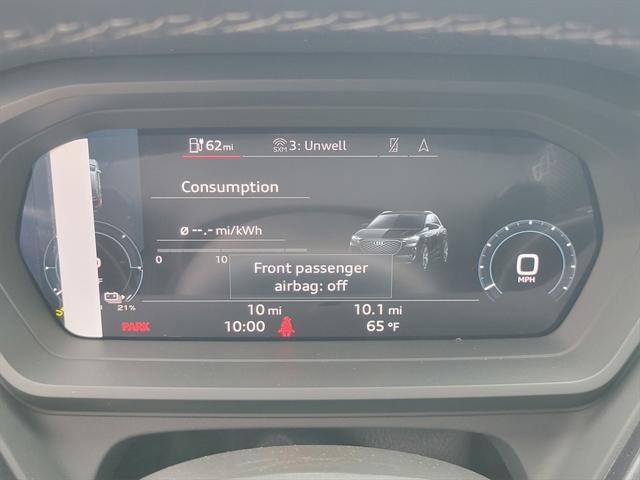 62mi
SXM 3: Unwell
Consumption
Ø --.- mi/kWh
0 10
Front passenger
airbag: off
0
MPH
21%
10 mi 10.1 mi
PARK 10:00 65 °F